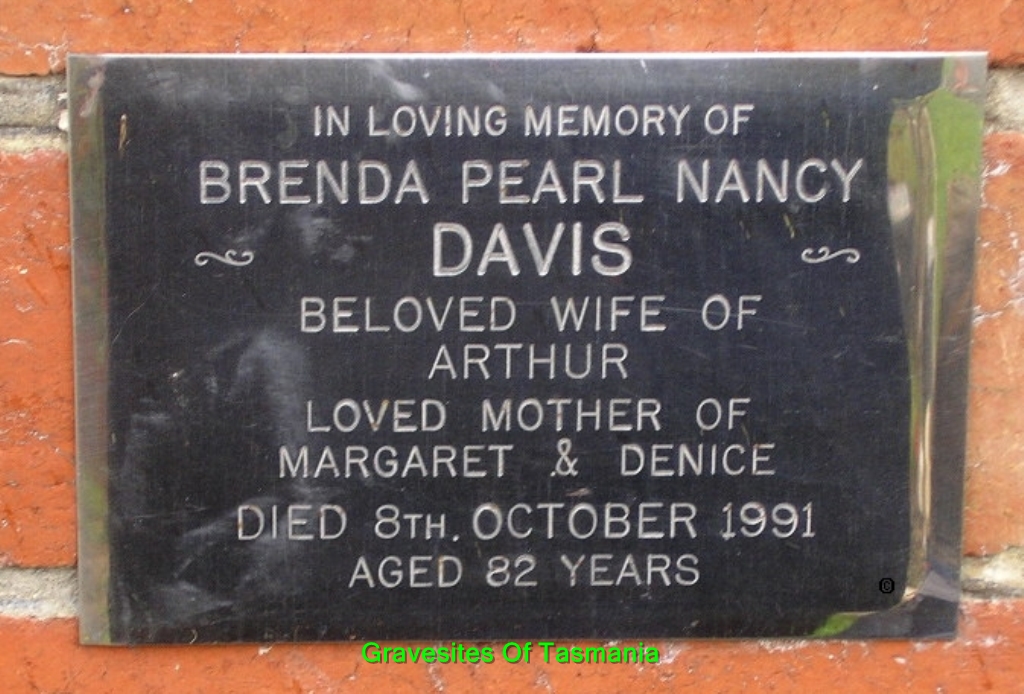 IN LOVING MEMORY OF
BRENDA PEARL NANCY
DAVIS
BELOVED WIFE OF
ARTHUR
LOVED MOTHER OF
MARGARET & DENICE
DIED 8TH. OCTOBER 1991
AGED 82 YEARS
©
Gravesites Of Tasmania